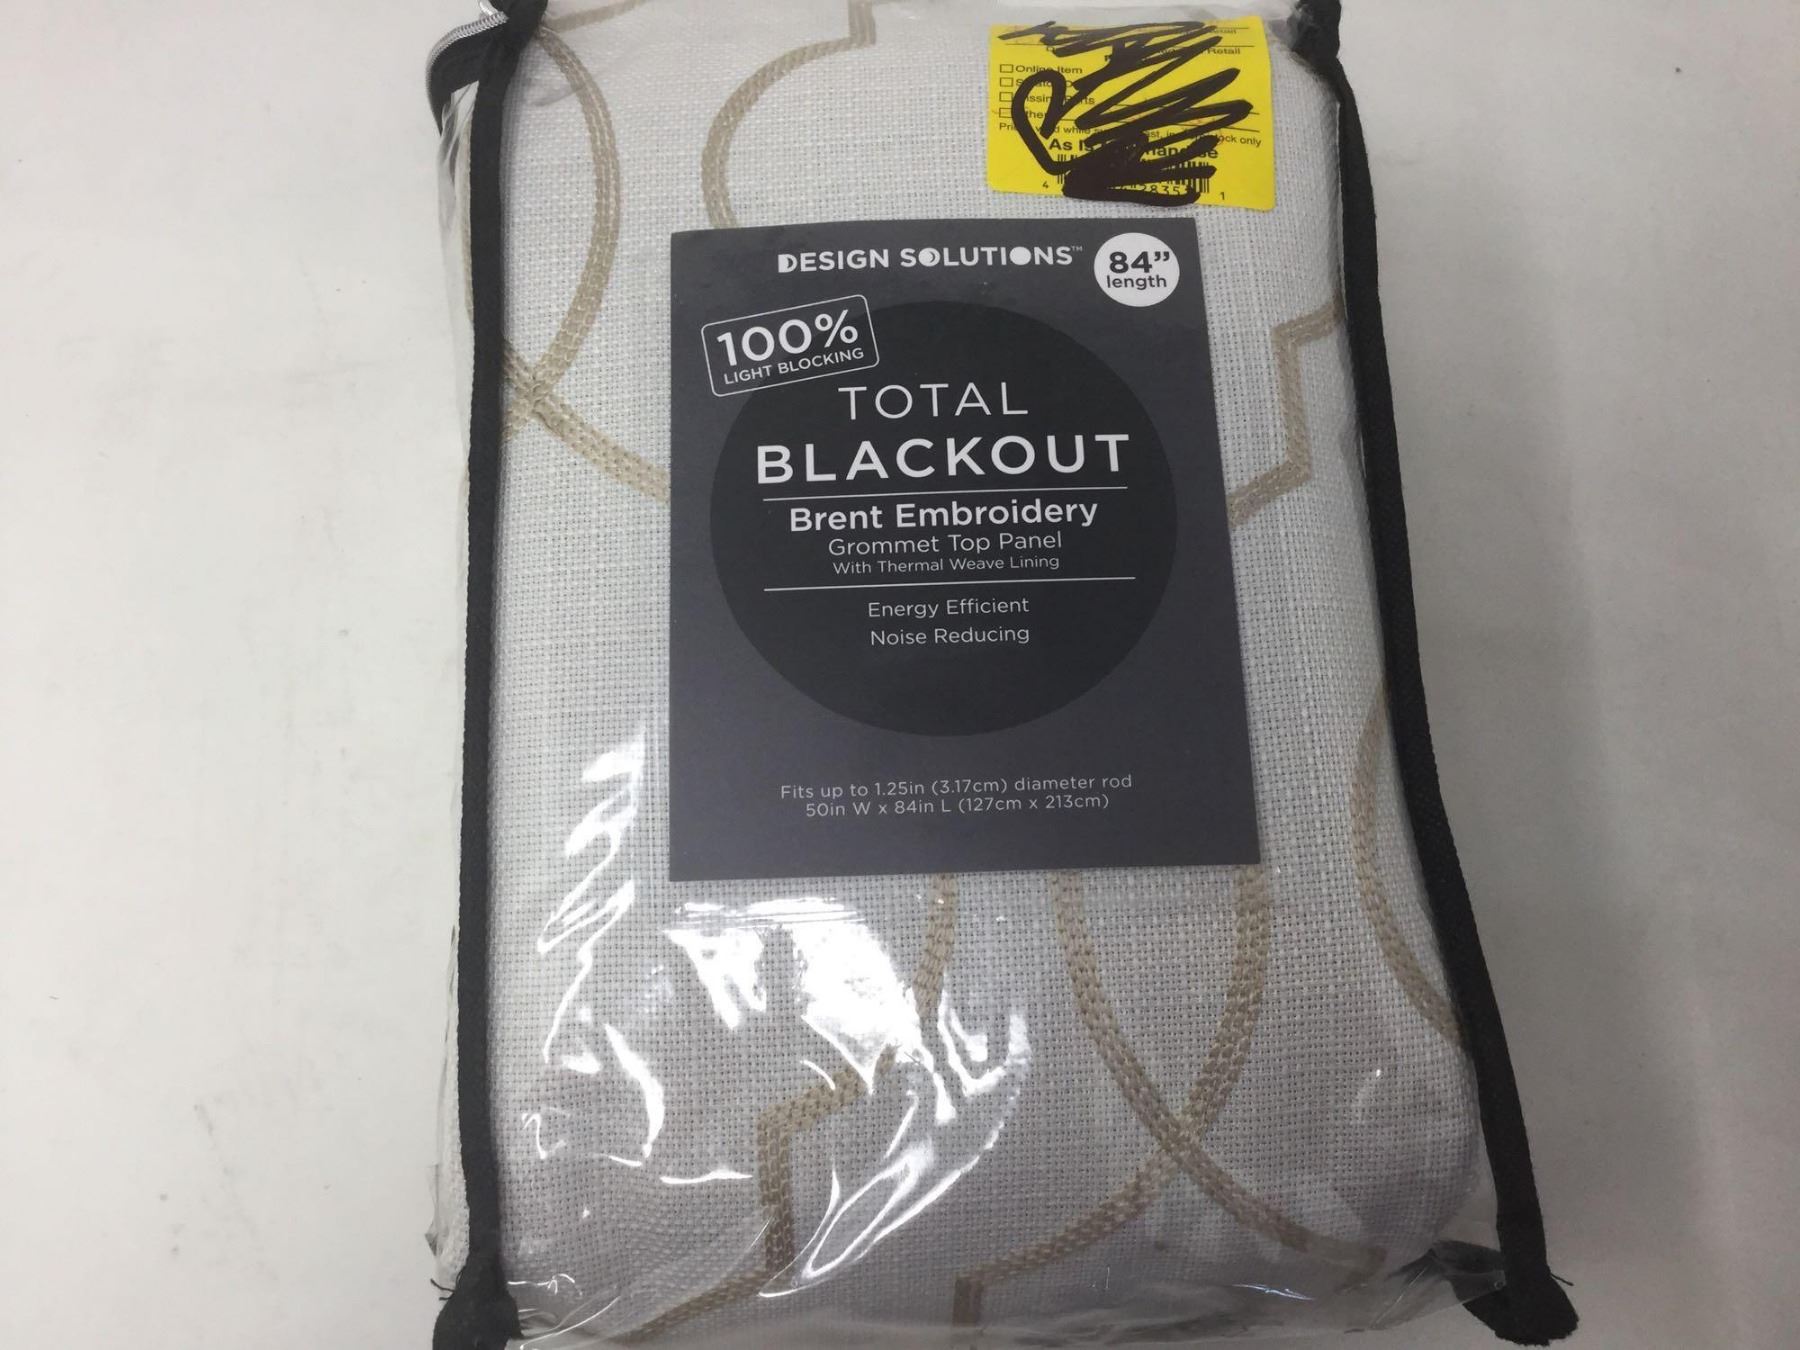 Retail
Online Item
As Is
4 1
DESIGN SOLUTIONS™
84”
length
100%
LIGHT BLOCKING
TOTAL
BLACKOUT
Brent Embroidery
Grommet Top Panel
With Thermal Weave Lining
Energy Efficient
Noise Reducing
Fits up to 1.25in (3.17cm) diameter rod
50in W x 84in L (127cm x 213cm)